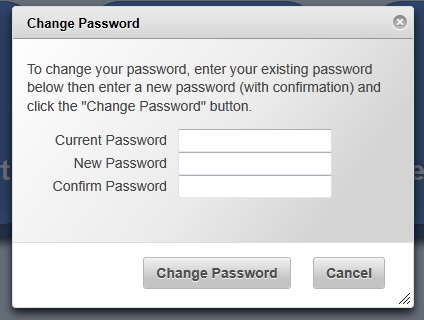 Change Password
To change your password, enter your existing password
below then enter a new password (with confirmation) and
click the "Change Password" button.
Current Password
New Password
Confirm Password
Change Password Cancel